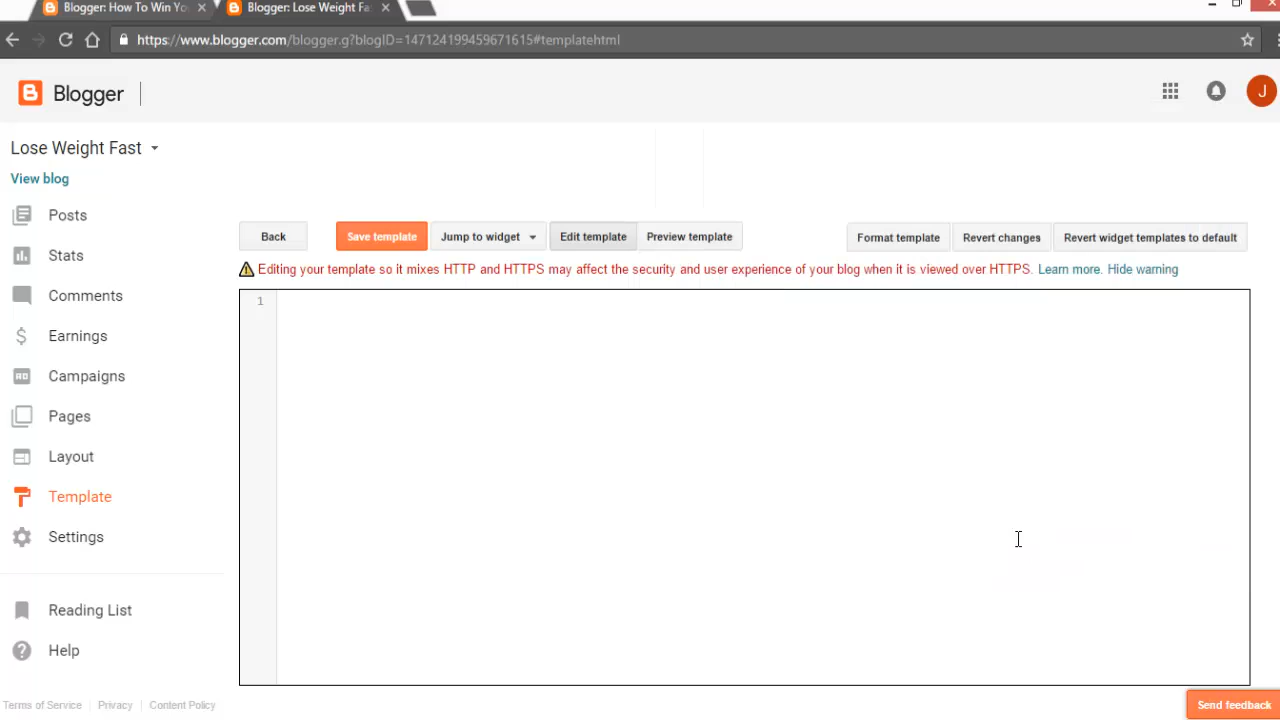 Blogger: How To Win Yo
Blogger: Lose Weight Fa
https://www.blogger.com/blogger.g?blogID=147124199459671615#templatehtml
Blogger
J
Lose Weight Fast
View blog
Posts
Stats
Comments
Earnings
Campaigns
Pages
Layout
Template
Settings
Reading List
Help
Terms of Service | Privacy | Content Policy
Back Save template Jump to widget Edit template Preview template Format template Revert changes Revert widget templates to default
Editing your template so it mixes HTTP and HTTPS may affect the security and user experience of your blog when it is viewed over HTTPS. Learn more. Hide warning
1
Send feedback